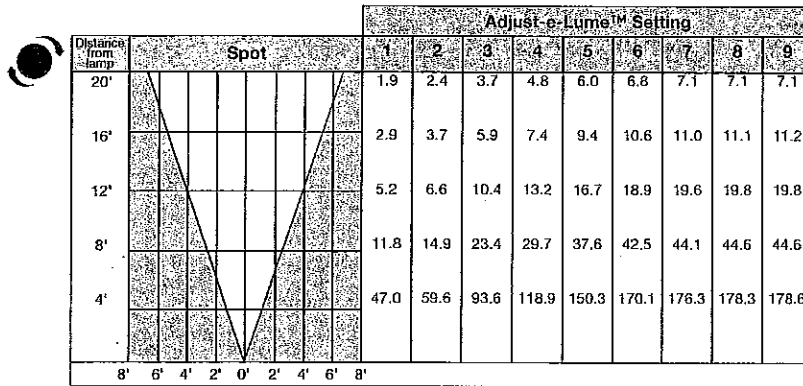 Adjust-e-Lume™ Setting
Distance from lamp Spot 1 2 3 4 5 6 7 8 9
20' 1.9 2.4 3.7 4.8 6.0 6.8 7.1 7.1 7.1
16' 2.9 3.7 5.9 7.4 9.4 10.6 11.0 11.1 11.2
12' 5.2 6.6 10.4 13.2 16.7 18.9 19.6 19.8 19.8
8' 11.8 14.9 23.4 29.7 37.6 42.5 44.1 44.6 44.6
4' 47.0 59.6 93.6 118.9 150.3 170.1 176.3 178.3 178.6
8' 6' 4' 2' 0' 2' 4' 6' 8'